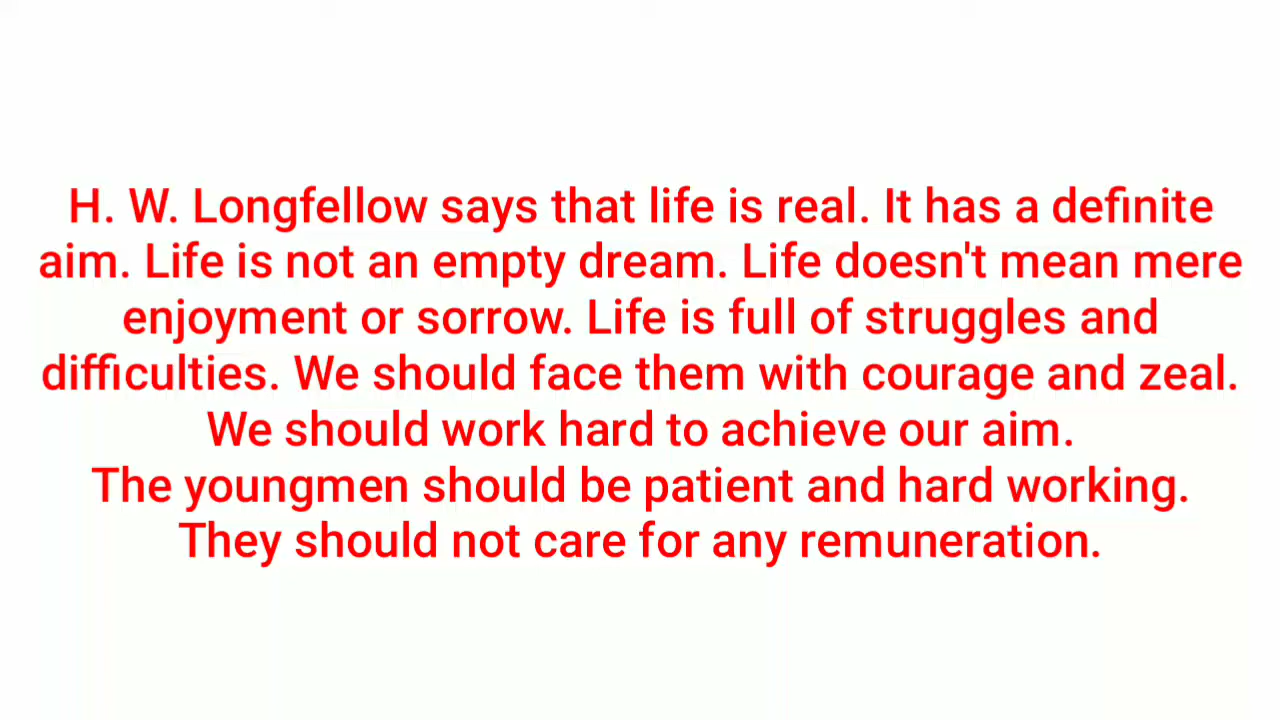 H. W. Longfellow says that life is real. It has a definite
aim. Life is not an empty dream. Life doesn't mean mere
enjoyment or sorrow. Life is full of struggles and
difficulties. We should face them with courage and zeal.
We should work hard to achieve our aim.
The youngmen should be patient and hard working.
They should not care for any remuneration.